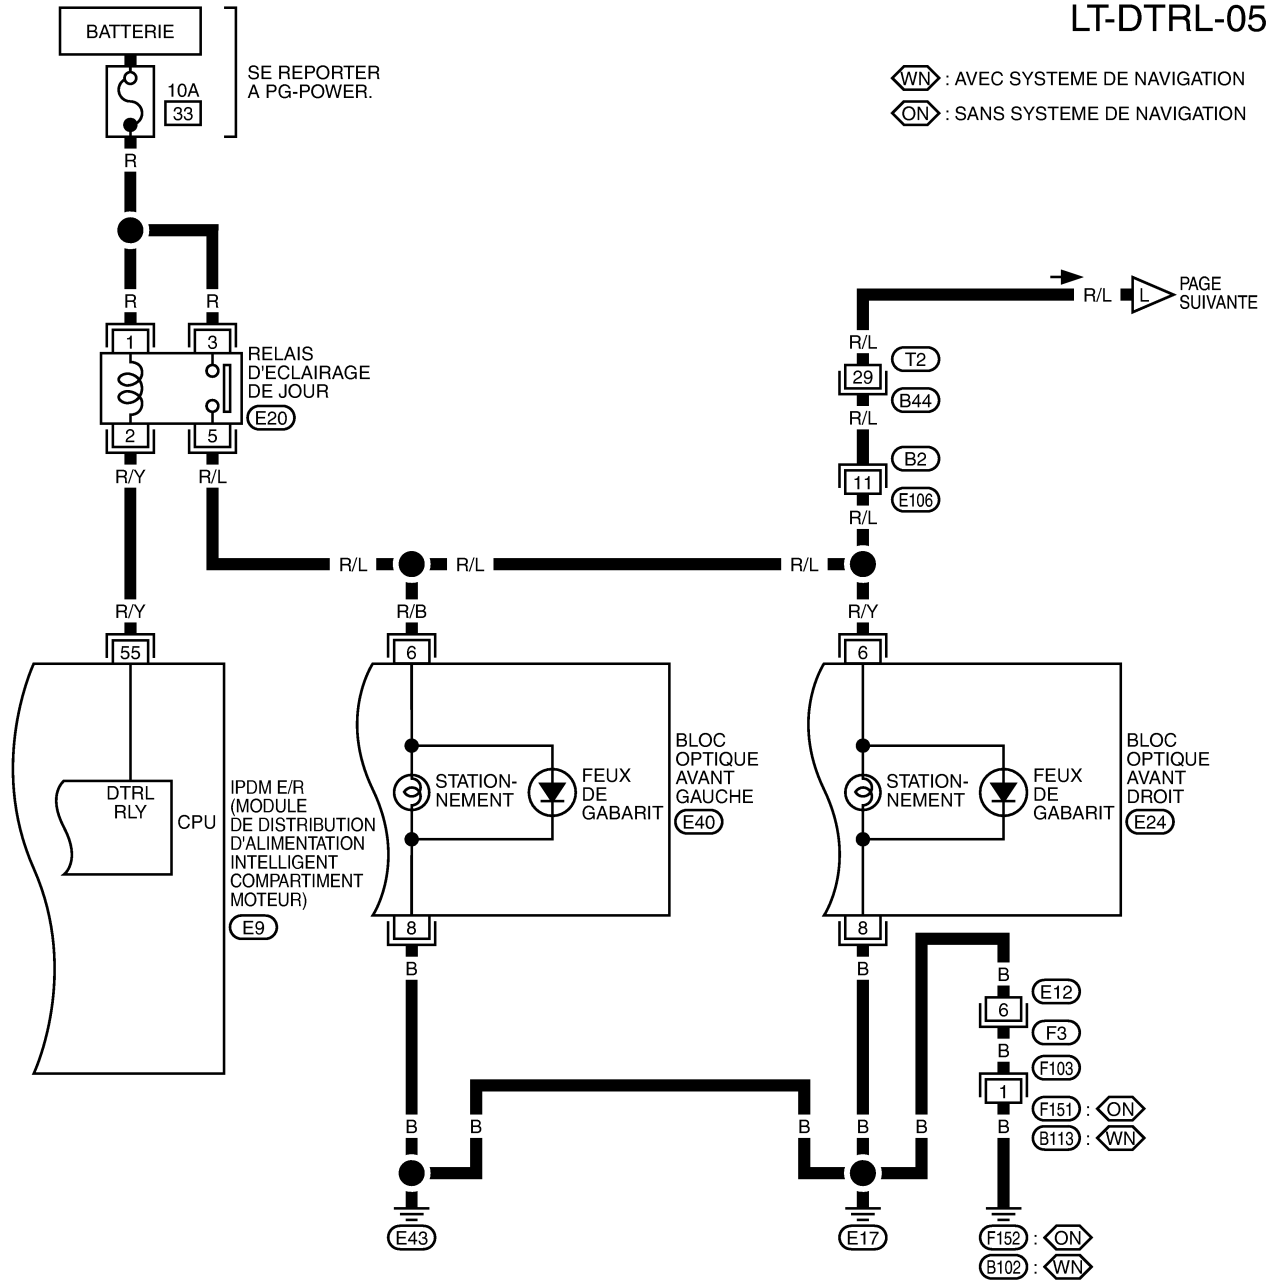 LT-DTRL-05
BATTERIE
SE REPORTER
A PG-POWER.
10A
33
WN : AVEC SYSTEME DE NAVIGATION
ON : SANS SYSTEME DE NAVIGATION
R
R
R
1
3
RELAIS
D'ECLAIRAGE
DE JOUR
E20
2
5
R/Y
R/L
R/L
L
PAGE
SUIVANTE
R/L
29
T2
B44
R/L
11
B2
E106
R/L
R/L
R/L
R/L
R/Y
R/B
R/Y
55
6
6
DTRL
RLY
CPU
IPDM E/R
(MODULE
DE DISTRIBUTION
D'ALIMENTATION
INTELLIGENT
COMPARTIMENT
MOTEUR)
E9
STATION-
NEMENT
FEUX
DE
GABARIT
BLOC
OPTIQUE
AVANT
GAUCHE
E40
STATION-
NEMENT
FEUX
DE
GABARIT
BLOC
OPTIQUE
AVANT
DROIT
E24
8
8
B
B
B
6
E12
F3
B
F103
1
F151 : ON
B113 : WN
B
B
B
B
B
B
E43
E17
F152 : ON
B102 : WN